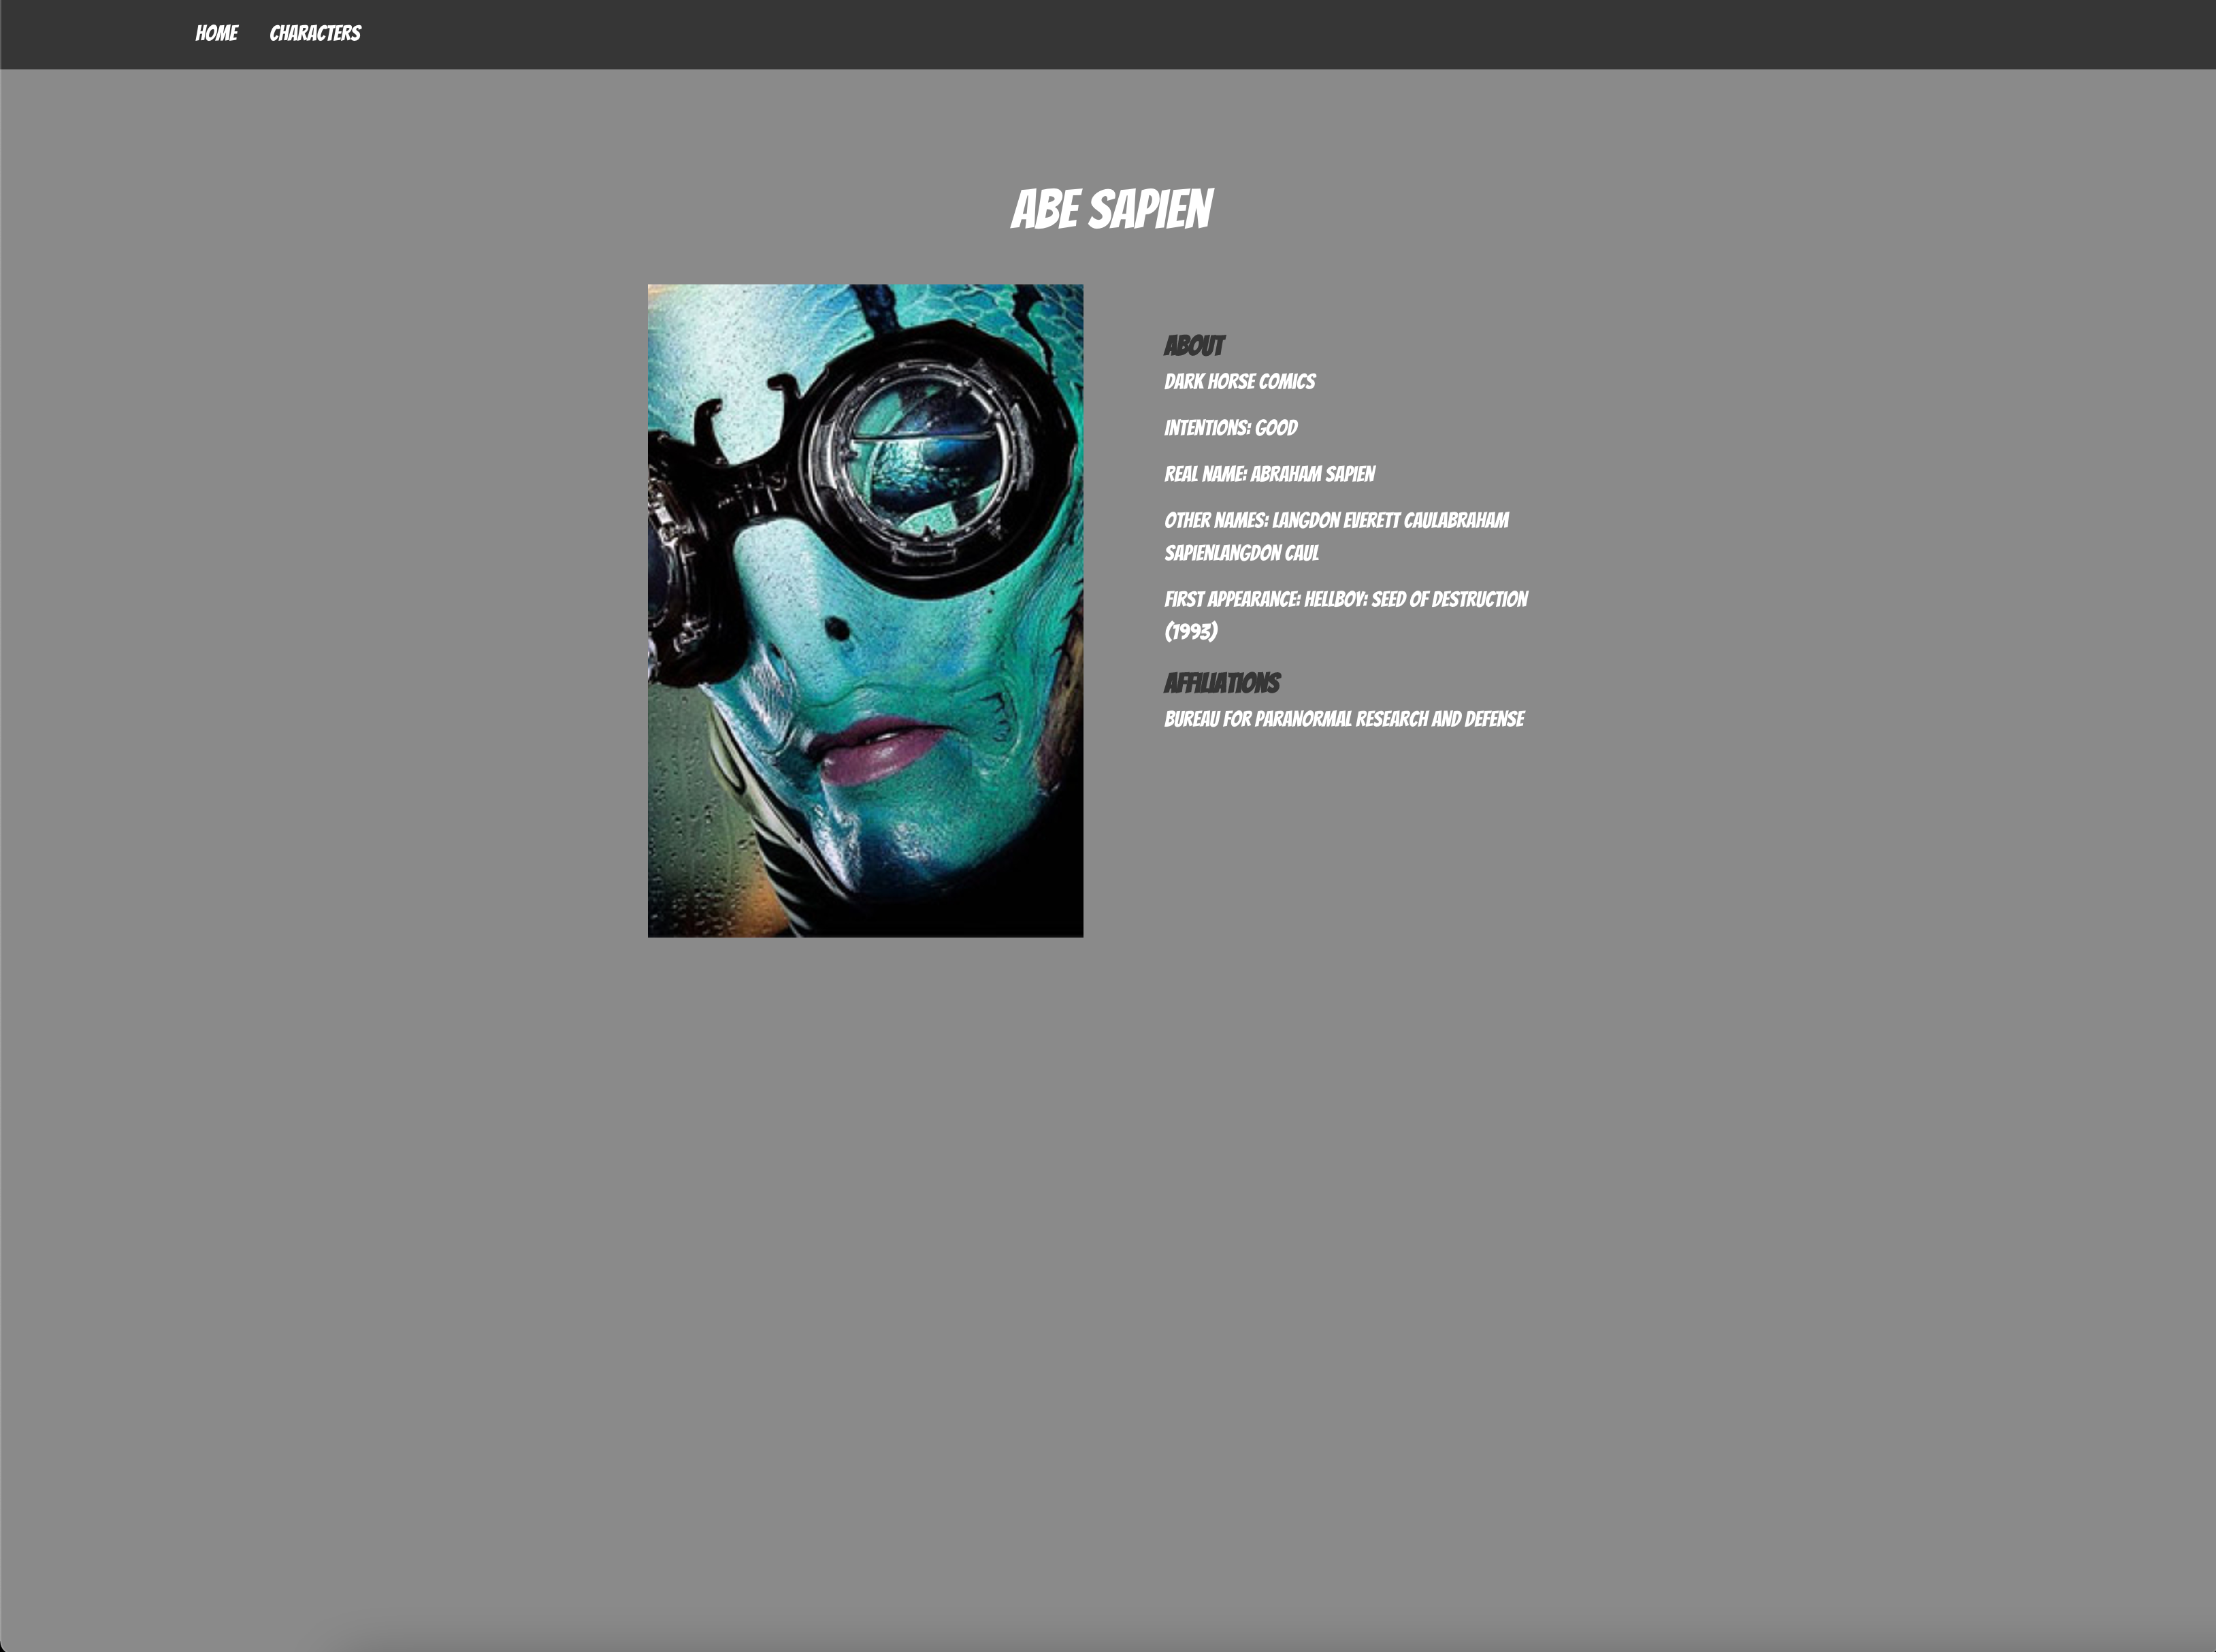 HOME CHARACTERS
ABE SAPIEN
ABOUT
DARK HORSE COMICS
INTENTIONS: GOOD
REAL NAME: ABRAHAM SAPIEN
OTHER NAMES: LANGDON EVERETT CAULABRAHAM
SAPIENLANGDON CAUL
FIRST APPEARANCE: HELLBOY: SEED OF DESTRUCTION
(1993)
AFFILIATIONS
BUREAU FOR PARANORMAL RESEARCH AND DEFENSE